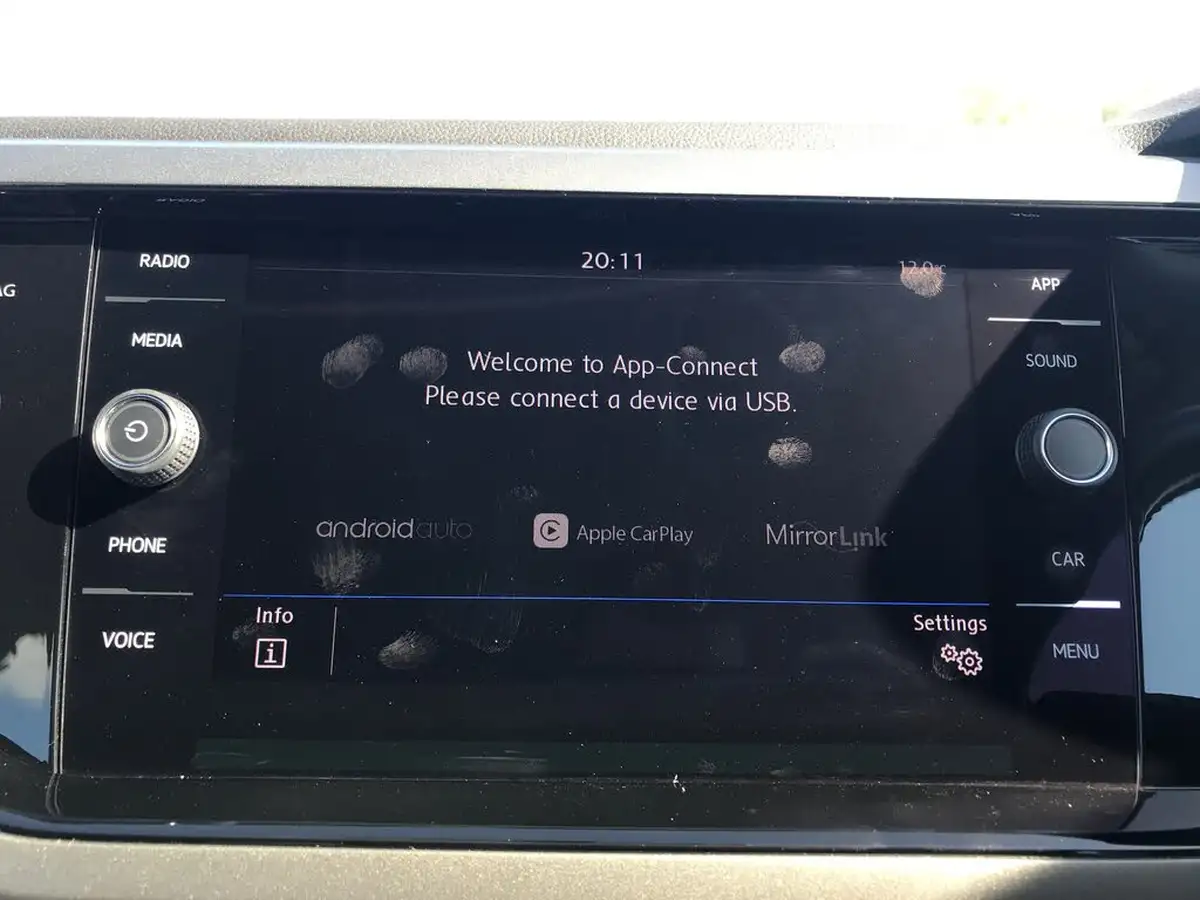 AG
RADIO
MEDIA
PHONE
VOICE
20:11
Welcome to App-Connect
Please connect a device via USB.
androidauto
Apple CarPlay
MirrorLink
Info
i
Settings
APP
SOUND
CAR
MENU